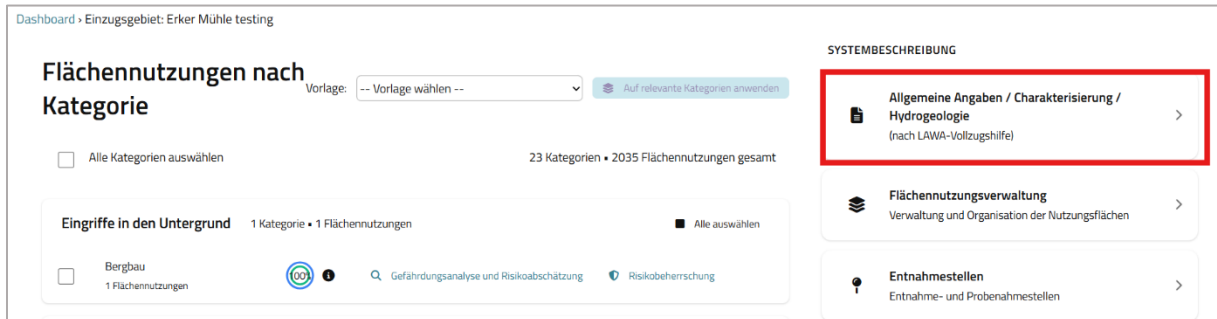 Dashboard › Einzugsgebiet: Erker Mühle testing
Flächennutzungen nach
Kategorie
Vorlage:
-- Vorlage wählen --
Auf relevante Kategorien anwenden
Alle Kategorien auswählen
23 Kategorien • 2035 Flächennutzungen gesamt
Eingriffe in den Untergrund
1 Kategorie • 1 Flächennutzungen
Alle auswählen
Bergbau
1 Flächennutzungen
100%
Gefährdungsanalyse und Risikoabschätzung
Risikobeherrschung
SYSTEMBESCHREIBUNG
Allgemeine Angaben / Charakterisierung /
Hydrogeologie
(nach LAWA-Vollzugshilfe)
Flächennutzungsverwaltung
Verwaltung und Organisation der Nutzungsflächen
Entnahmestellen
Entnahme- und Probenahmestellen